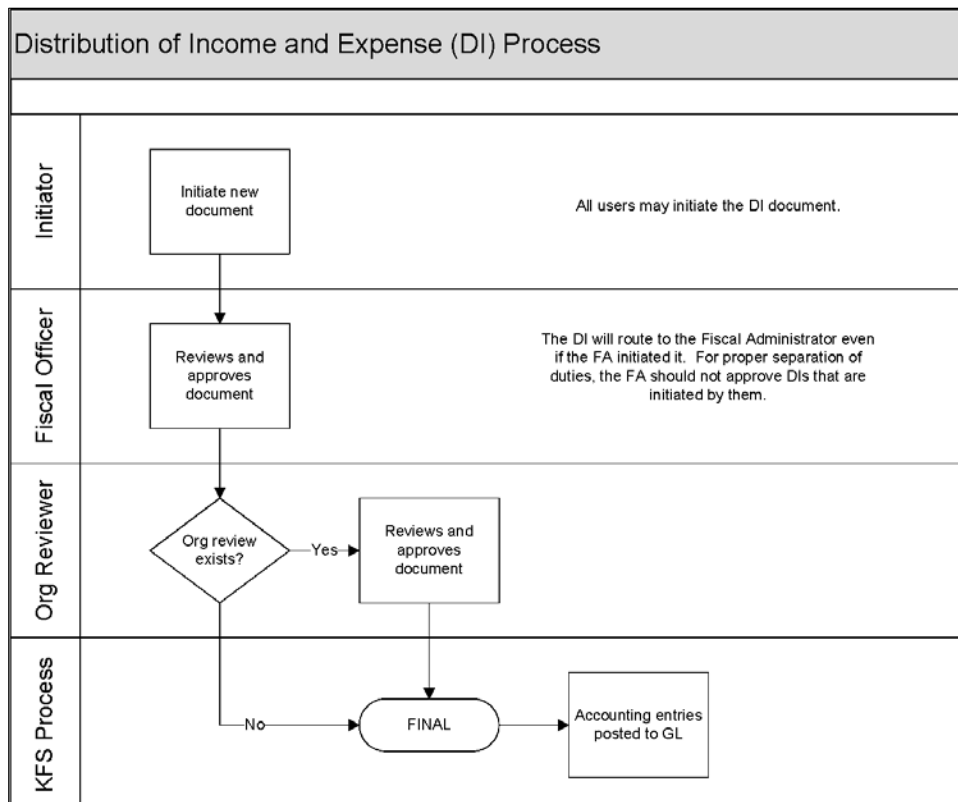 Distribution of Income and Expense (DI) Process
Initiator
Initiate new
document
All users may initiate the DI document.
Fiscal Officer
Reviews and
approves
document
The DI will route to the Fiscal Administrator even
if the FA initiated it. For proper separation of
duties, the FA should not approve DIs that are
initiated by them.
Org Reviewer
Org review
exists?
Yes
Reviews and
approves
document
KFS Process
No
FINAL
Accounting entries
posted to GL